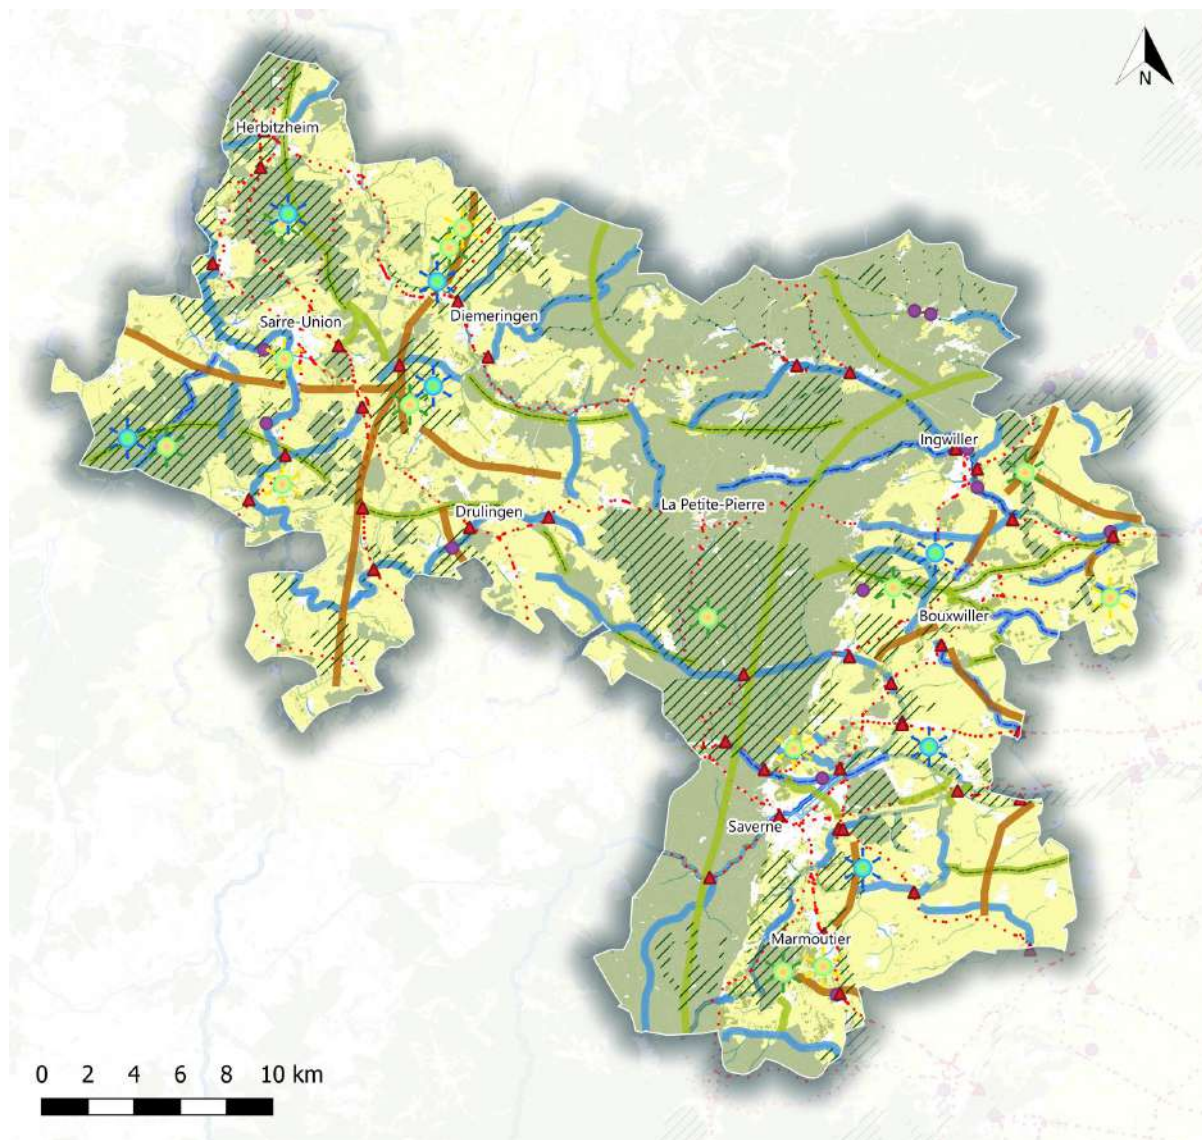 N
Herbitzheim
Sarre-Union
Diemeringen
Ingwiller
La Petite-Pierre
Drulingen
Bouxwiller
Saverne
Marmoutier
0 2 4 6 8 10 km